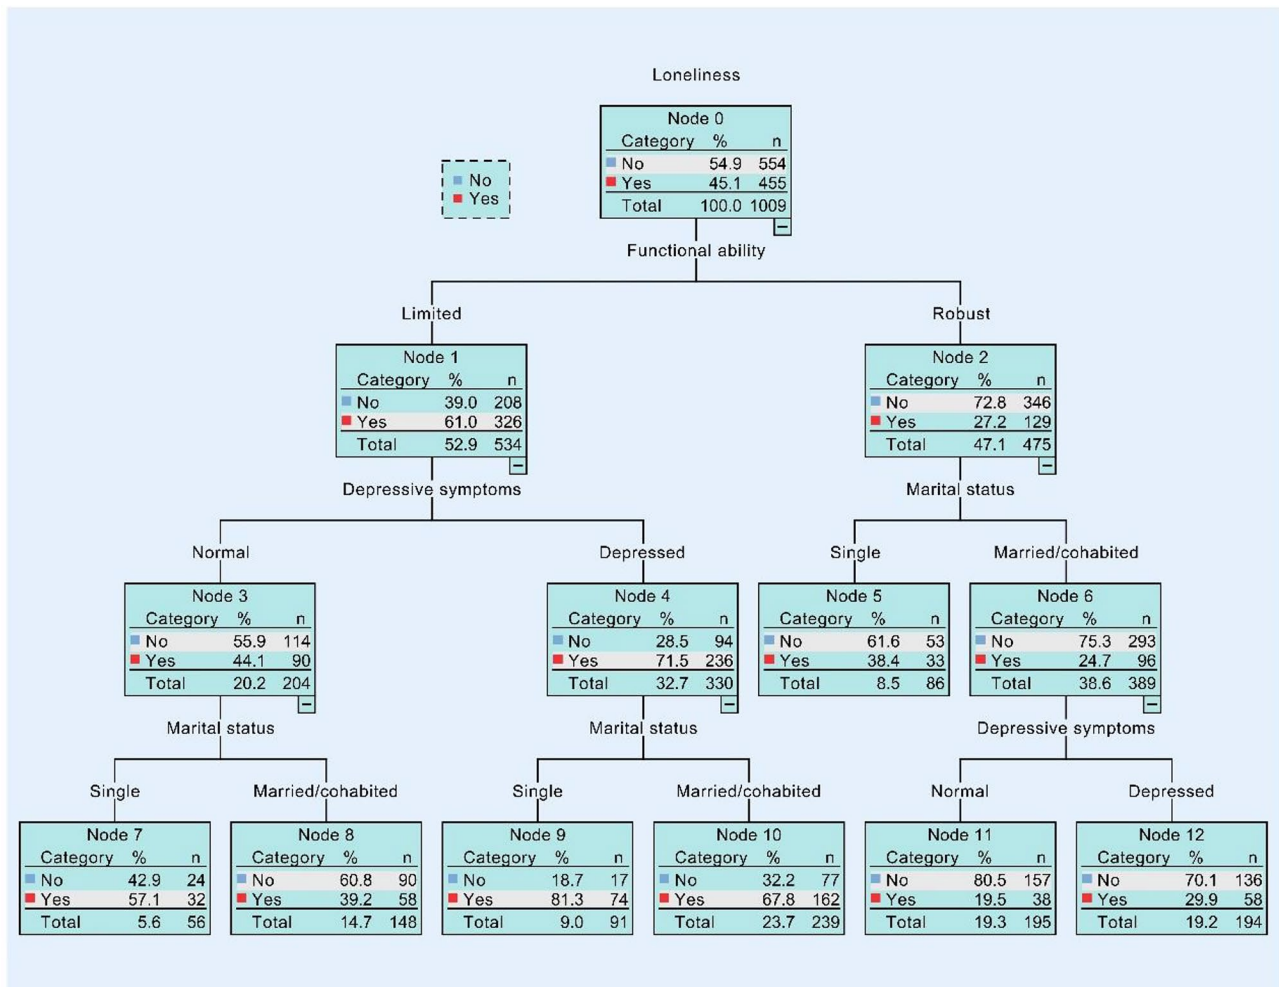 Loneliness
Node 0
Category % n
No 54.9 554
Yes 45.1 455
Total 100.0 1009
No
Yes
Functional ability
Limited
Robust
Node 1
Category % n
No 39.0 208
Yes 61.0 326
Total 52.9 534
Node 2
Category % n
No 72.8 346
Yes 27.2 129
Total 47.1 475
Depressive symptoms
Marital status
Normal
Depressed
Single
Married/cohabited
Node 3
Category % n
No 55.9 114
Yes 44.1 90
Total 20.2 204
Node 4
Category % n
No 28.5 94
Yes 71.5 236
Total 32.7 330
Node 5
Category % n
No 61.6 53
Yes 38.4 33
Total 8.5 86
Node 6
Category % n
No 75.3 293
Yes 24.7 96
Total 38.6 389
Marital status
Marital status
Depressive symptoms
Single
Married/cohabited
Single
Married/cohabited
Normal
Depressed
Node 7
Category % n
No 42.9 24
Yes 57.1 32
Total 5.6 56
Node 8
Category % n
No 60.8 90
Yes 39.2 58
Total 14.7 148
Node 9
Category % n
No 18.7 17
Yes 81.3 74
Total 9.0 91
Node 10
Category % n
No 32.2 77
Yes 67.8 162
Total 23.7 239
Node 11
Category % n
No 80.5 157
Yes 19.5 38
Total 19.3 195
Node 12
Category % n
No 70.1 136
Yes 29.9 58
Total 19.2 194